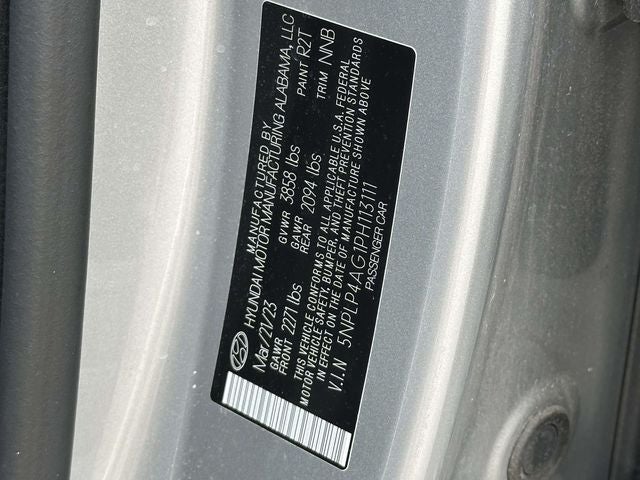 MANUFACTURED BY
HYUNDAI MOTOR MANUFACTURING ALABAMA, LLC
Mar/21/23 GVWR 3858 lbs PAINT R2T
GAWR FRONT 2271 lbs GAWR REAR 2094 lbs TRIM NNB
THIS VEHICLE CONFORMS TO ALL APPLICABLE U.S.A. FEDERAL
MOTOR VEHICLE SAFETY, BUMPER, AND THEFT PREVENTION STANDARDS
IN EFFECT ON THE DATE OF MANUFACTURE SHOWN ABOVE
V.I.N 5NPLP4AG1PH113111 PASSENGER CAR